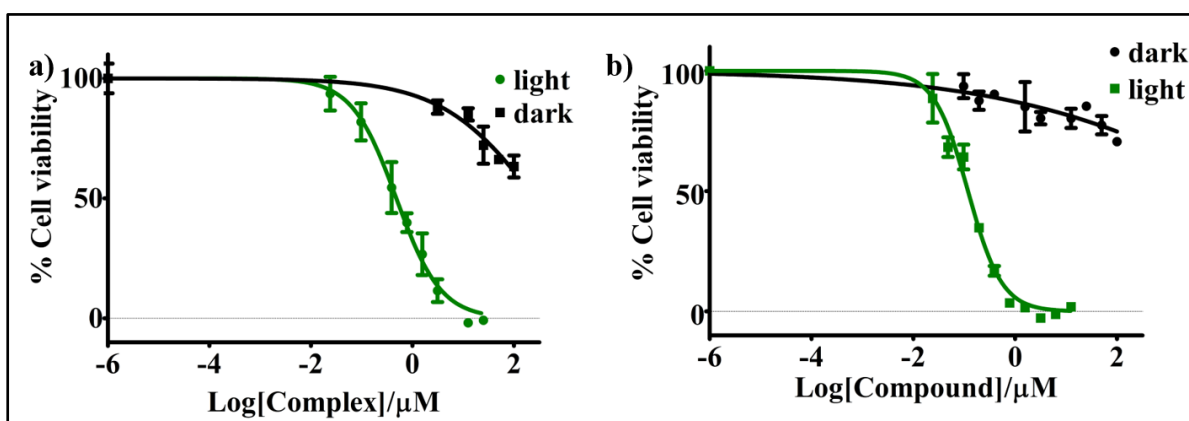 a)
100
50
0
% Cell viability
light
dark
-6
-4
-2
0
2
Log[Complex]/μM
b)
100
50
0
% Cell viability
dark
light
-6
-4
-2
0
2
Log[Compound]/μM